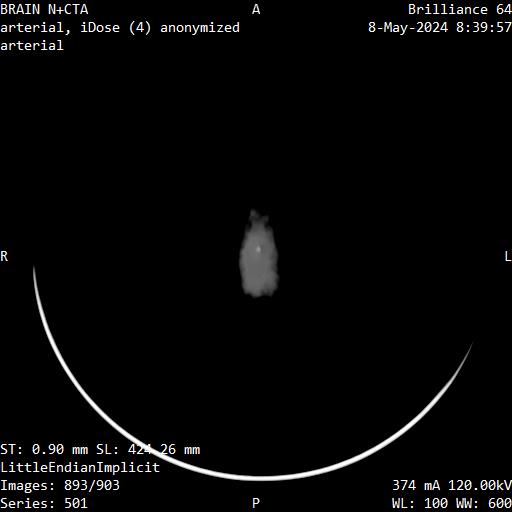 BRAIN N+CTA
A
Brilliance 64
arterial, iDose (4) anonymized
8-May-2024 8:39:57
arterial
R
L
ST: 0.90 mm SL: 424.26 mm
LittleEndianImplicit
Images: 893/903
374 mA 120.00kV
Series: 501
P
WL: 100 WW: 600